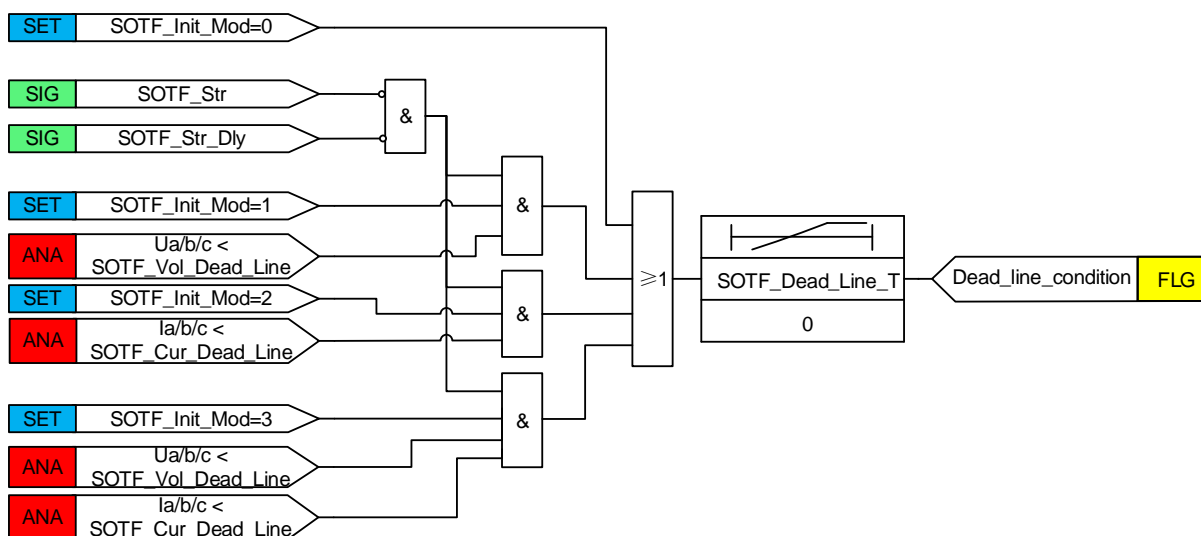 SET SOTF_Init_Mod=0
SIG SOTF_Str
&
SIG SOTF_Str_Dly
SET SOTF_Init_Mod=1
&
ANA Ua/b/c <
SOTF_Vol_Dead_Line
SET SOTF_Init_Mod=2
&
ANA Ia/b/c <
SOTF_Cur_Dead_Line
SET SOTF_Init_Mod=3
&
ANA Ua/b/c <
SOTF_Vol_Dead_Line
ANA Ia/b/c <
SOTF_Cur_Dead_Line
≥1
SOTF_Dead_Line_T
0
Dead_line_condition FLG